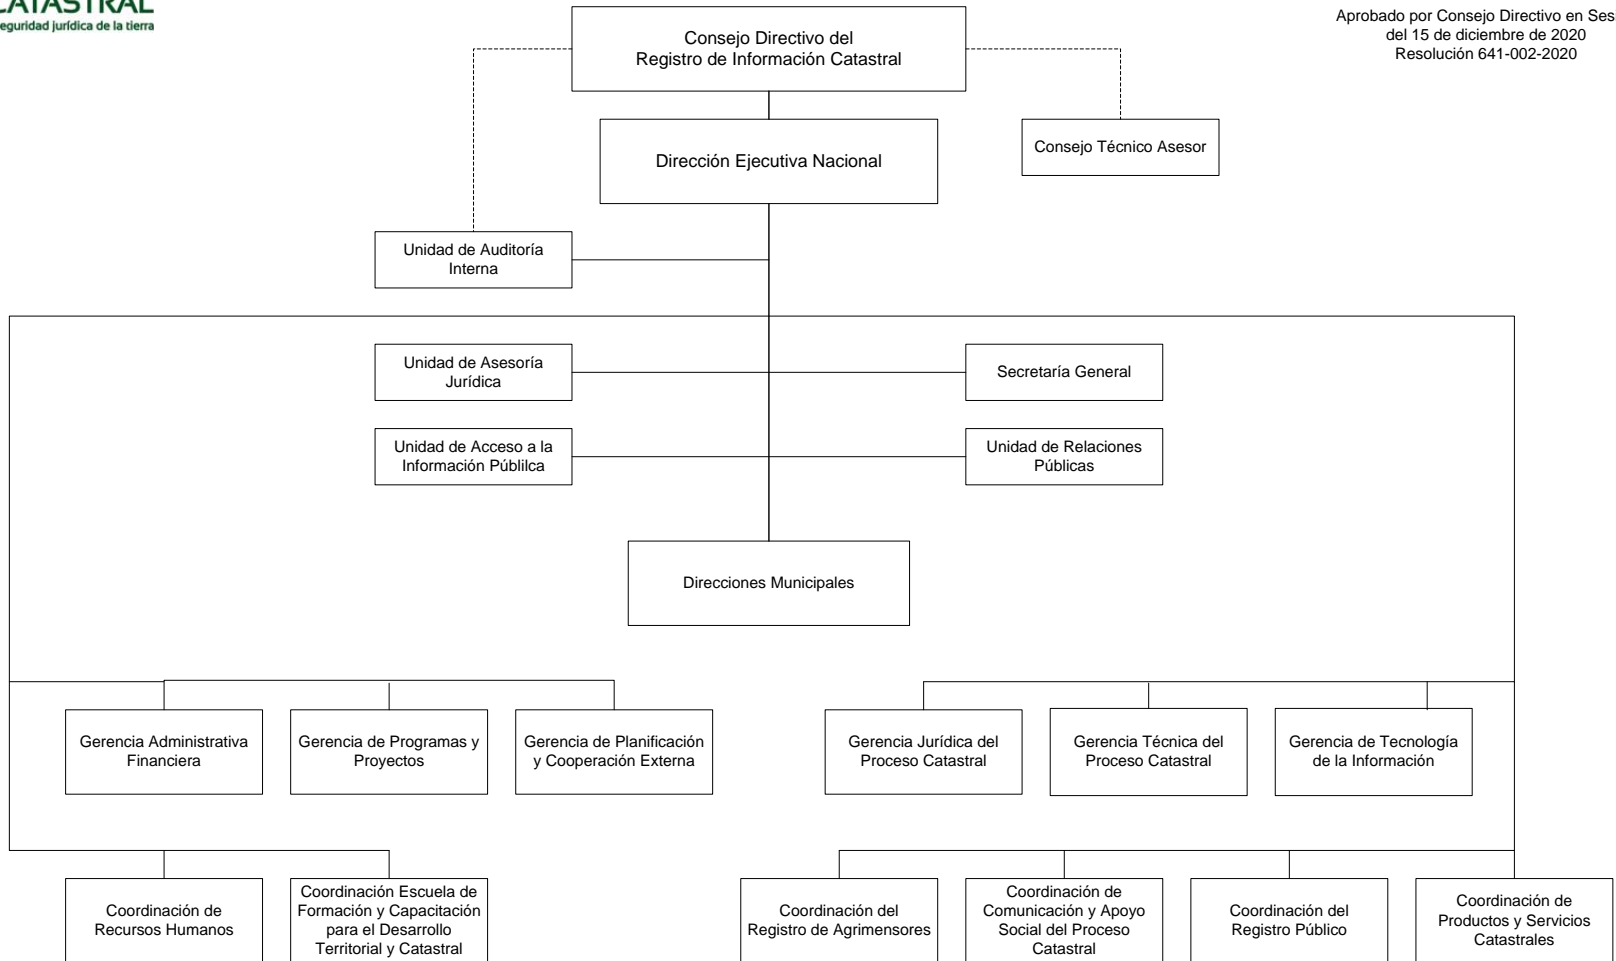 CATASTRAL
seguridad jurídica de la tierra
Aprobado por Consejo Directivo en
del 15 de diciembre de 2020
Resolución 641-002-2020
Consejo Directivo del
Registro de Información Catastral
Dirección Ejecutiva Nacional
Consejo Técnico Asesor
Unidad de Auditoría
Interna
Unidad de Asesoría
Jurídica
Secretaría General
Unidad de Acceso a la
Información Públilca
Unidad de Relaciones
Públicas
Direcciones Municipales
Gerencia Administrativa
Financiera
Gerencia de Programas y
Proyectos
Gerencia de Planificación
y Cooperación Externa
Gerencia Jurídica del
Proceso Catastral
Gerencia Técnica del
Proceso Catastral
Gerencia de Tecnología
de la Información
Coordinación de
Recursos Humanos
Coordinación Escuela de
Formación y Capacitación
para el Desarrollo
Territorial y Catastral
Coordinación del
Registro de Agrimensores
Coordinación de
Comunicación y Apoyo
Social del Proceso
Catastral
Coordinación del
Registro Público
Coordinación de
Productos y Servicios
Catastrales